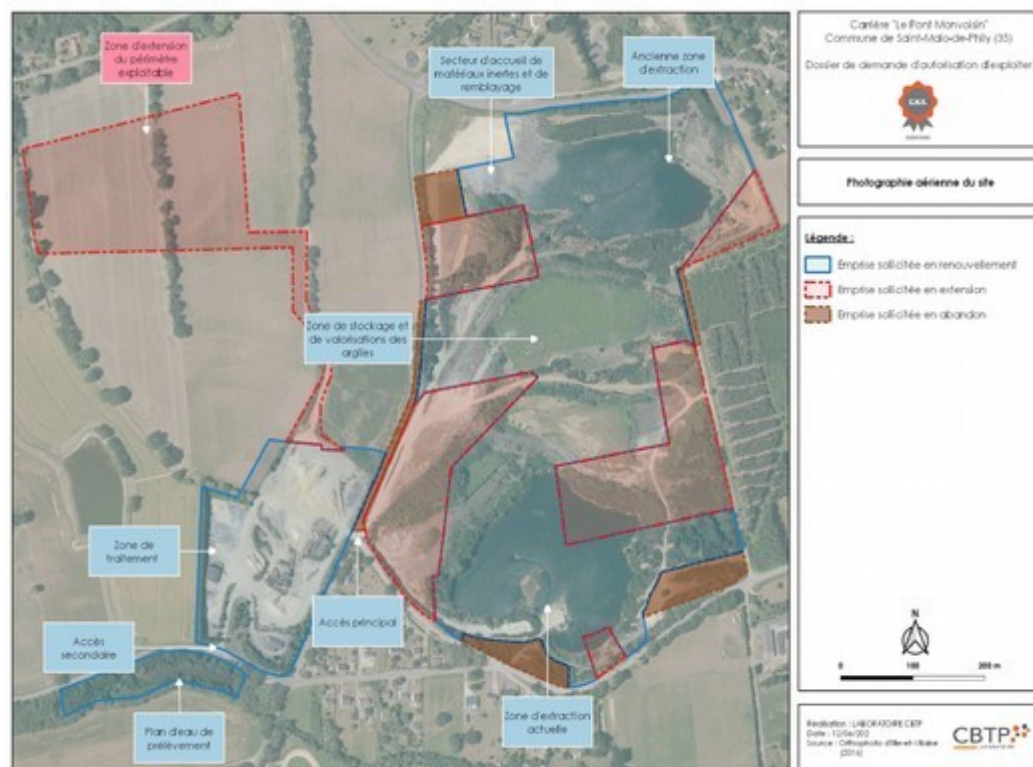 Zone d'extension
du périmètre
exploitable
Secteur d'accueil de
matériaux inertes et de
remblayage
Ancienne zone
d'extraction
Zone de stockage et
de valorisations des
argiles
Zone de
traitement
Accès
secondaire
Accès principal
Plan d'eau de
prélèvement
Zone d'extraction
actuelle
Carrière "Le Pont Monvoisin"
Commune de Saint-Malo-de-Phily (35)
Dossier de demande d'autorisation d'exploiter
Photographie aérienne du site
Légende :
Emprise sollicitée en renouvellement
Emprise sollicitée en extension
Emprise sollicitée en abandon
N
0 100 200 m
Réalisation : LABORATOIRE CBTP
Date : 12/06/202
Source : Orthophoto d'Ille-et-Vilaine
(2016)
CBTP